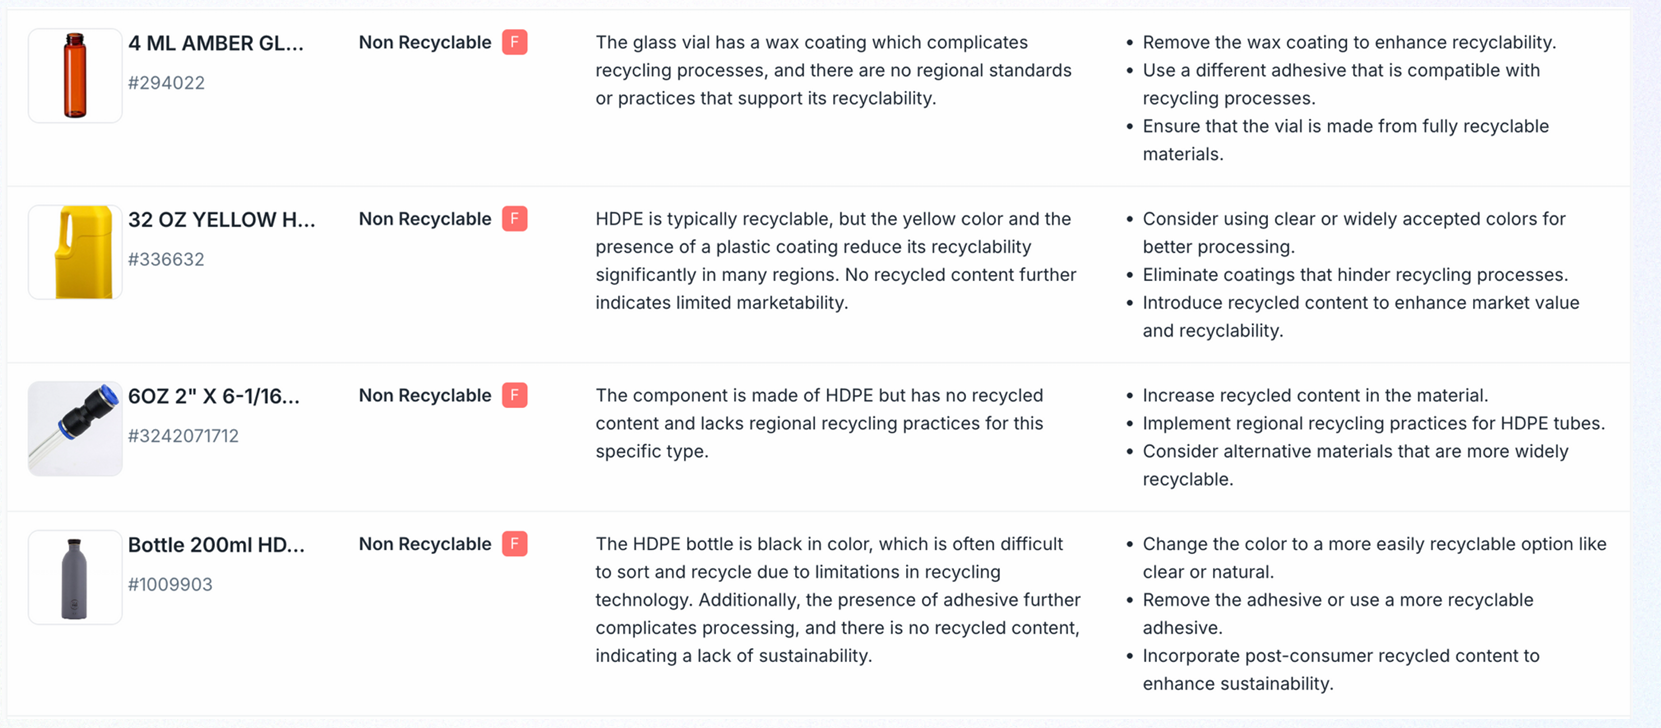 4 ML AMBER GL...
#294022
Non Recyclable F
The glass vial has a wax coating which complicates
recycling processes, and there are no regional standards
or practices that support its recyclability.
• Remove the wax coating to enhance recyclability.
• Use a different adhesive that is compatible with
recycling processes.
• Ensure that the vial is made from fully recyclable
materials.
32 OZ YELLOW H...
#336632
Non Recyclable F
HDPE is typically recyclable, but the yellow color and the
presence of a plastic coating reduce its recyclability
significantly in many regions. No recycled content further
indicates limited marketability.
• Consider using clear or widely accepted colors for
better processing.
• Eliminate coatings that hinder recycling processes.
• Introduce recycled content to enhance market value
and recyclability.
6OZ 2" X 6-1/16...
#3242071712
Non Recyclable F
The component is made of HDPE but has no recycled
content and lacks regional recycling practices for this
specific type.
• Increase recycled content in the material.
• Implement regional recycling practices for HDPE tubes.
• Consider alternative materials that are more widely
recyclable.
Bottle 200ml HD...
#1009903
Non Recyclable F
The HDPE bottle is black in color, which is often difficult
to sort and recycle due to limitations in recycling
technology. Additionally, the presence of adhesive further
complicates processing, and there is no recycled content,
indicating a lack of sustainability.
• Change the color to a more easily recyclable option like
clear or natural.
• Remove the adhesive or use a more recyclable
adhesive.
• Incorporate post-consumer recycled content to
enhance sustainability.